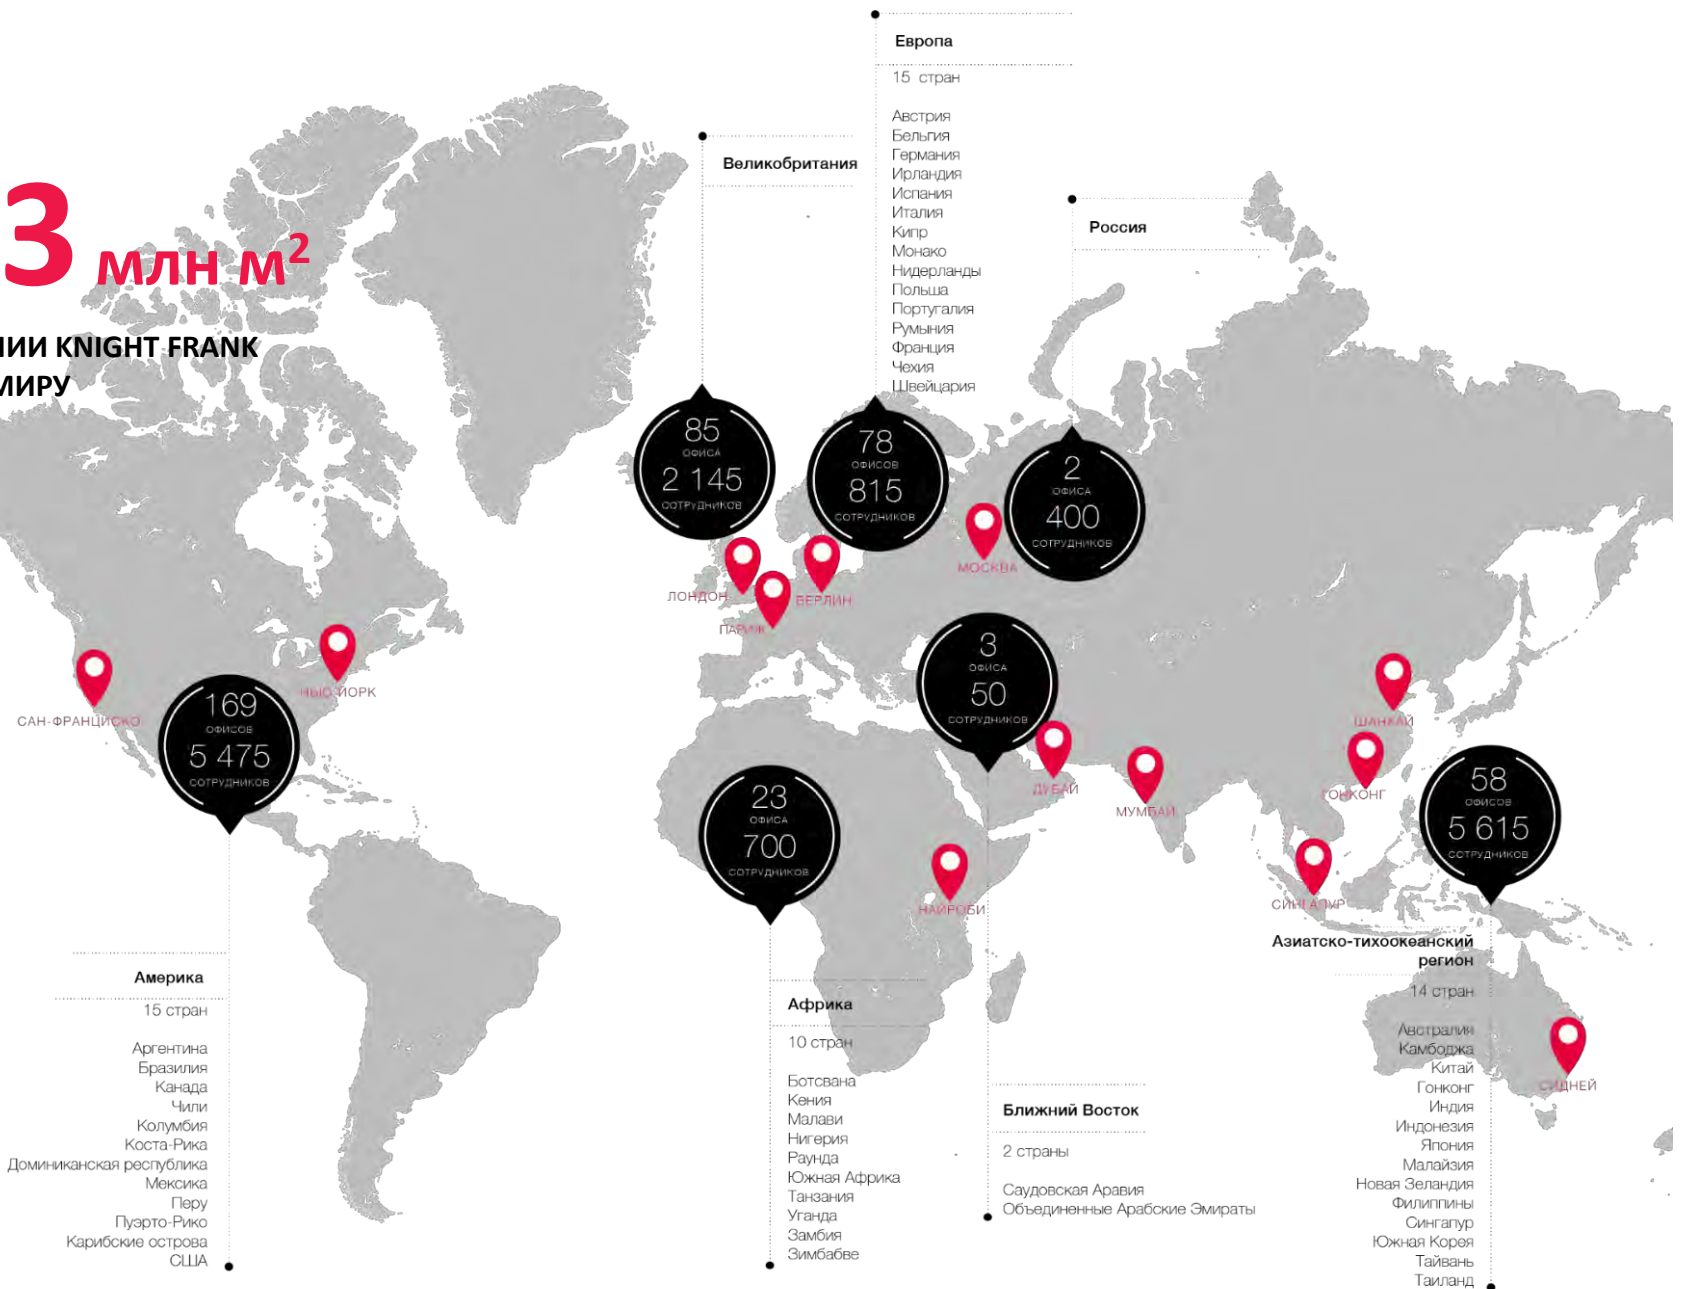 3 млн м²
НИИ KNIGHT FRANK
МИРУ
Европа
15 стран
Австрия
Бельгия
Германия
Ирландия
Испания
Италия
Кипр
Монако
Нидерланды
Польша
Португалия
Румыния
Франция
Чехия
Швейцария
Великобритания
Россия
85
ОФИСА
2 145
СОТРУДНИКОВ
78
ОФИСОВ
815
СОТРУДНИКОВ
2
ОФИСА
400
СОТРУДНИКОВ
МОСКВА
ЛОНДОН
БЕРЛИН
ПАРИЖ
3
ОФИСА
50
СОТРУДНИКОВ
НЬЮ-ЙОРК
САН-ФРАНЦИСКО
169
ОФИСОВ
5 475
СОТРУДНИКОВ
ШАНХАЙ
ГОНКОНГ
ДУБАЙ
МУМБАЙ
23
ОФИСА
700
СОТРУДНИКОВ
58
ОФИСОВ
5 615
СОТРУДНИКОВ
НАЙРОБИ
СИНГАПУР
СИДНЕЙ
Америка
15 стран
Аргентина
Бразилия
Канада
Чили
Колумбия
Коста-Рика
Доминиканская республика
Мексика
Перу
Пуэрто-Рико
Карибские острова
США
Африка
10 стран
Ботсвана
Кения
Малави
Нигерия
Раунда
Южная Африка
Танзания
Уганда
Замбия
Зимбабве
Ближний Восток
2 страны
Саудовская Аравия
Объединенные Арабские Эмираты
Азиатско-тихоокеанский
регион
14 стран
Австралия
Камбоджа
Китай
Гонконг
Индия
Индонезия
Япония
Малайзия
Новая Зеландия
Филиппины
Сингапур
Южная Корея
Тайвань
Таиланд